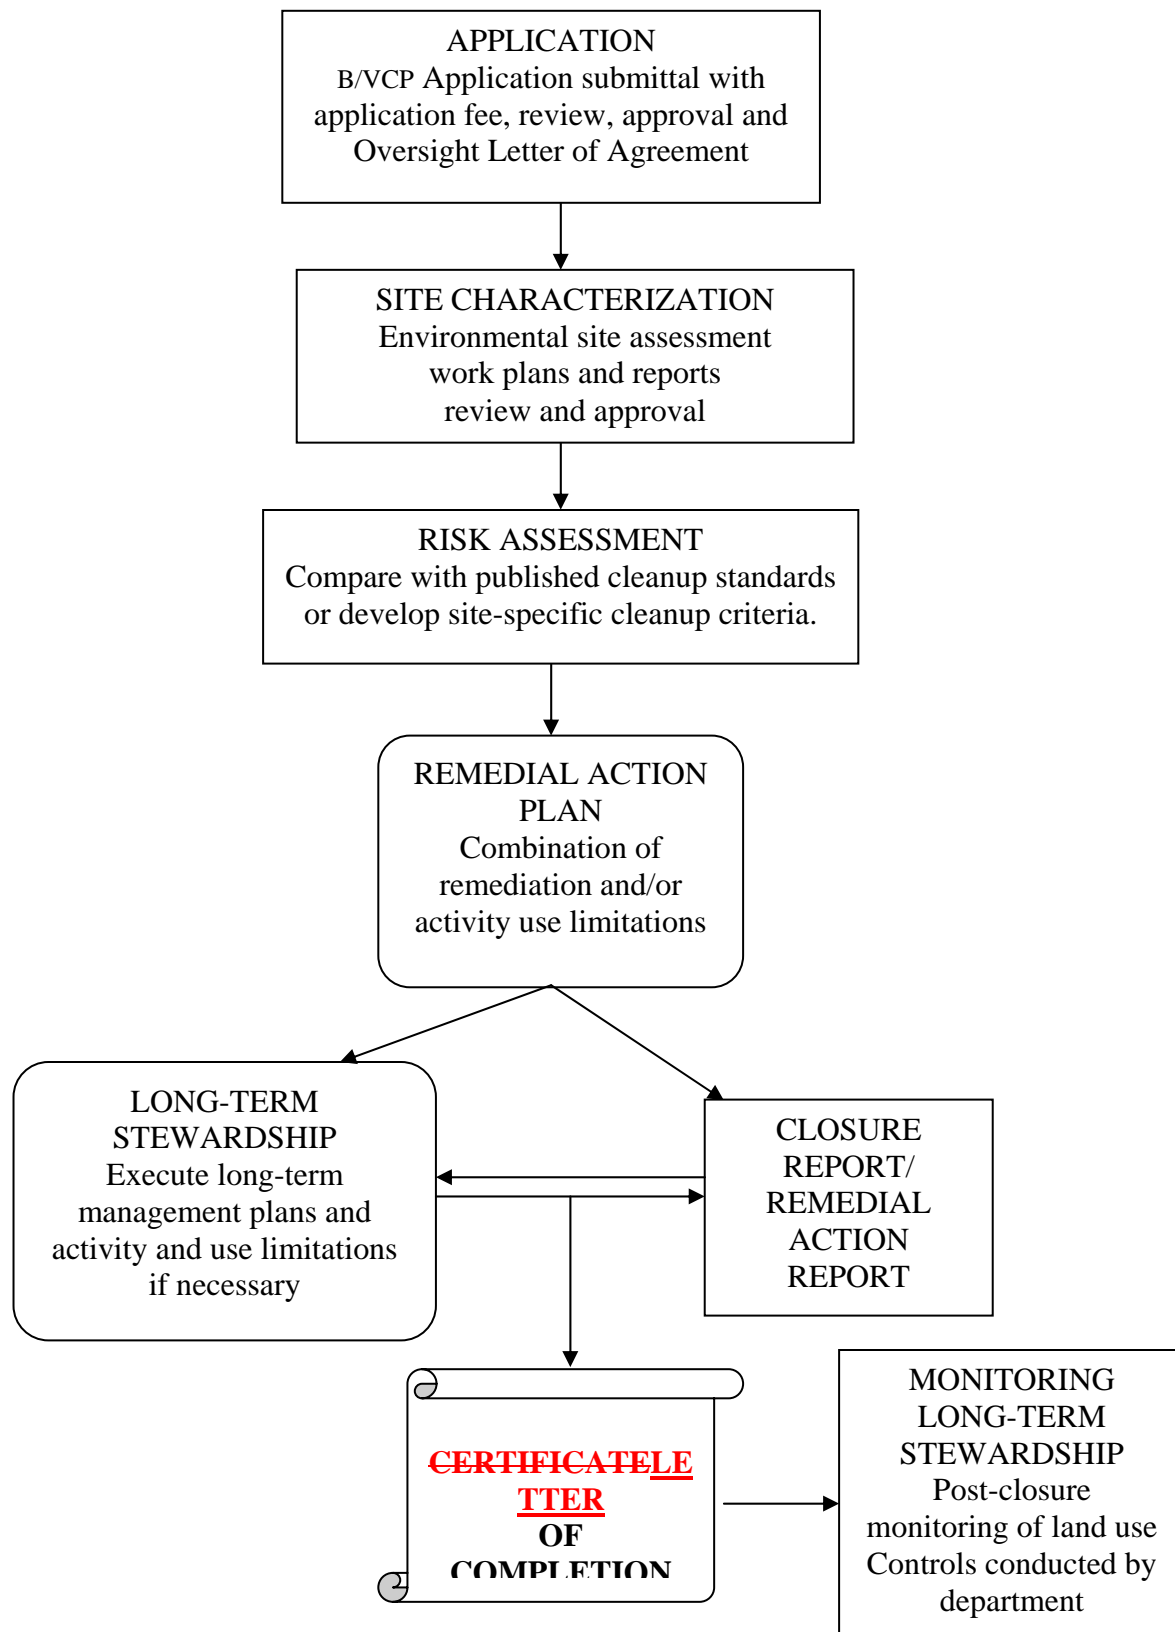 APPLICATION
B/VCP Application submittal with
application fee, review, approval and
Oversight Letter of Agreement
SITE CHARACTERIZATION
Environmental site assessment
work plans and reports
review and approval
RISK ASSESSMENT
Compare with published cleanup standards
or develop site-specific cleanup criteria.
REMEDIAL ACTION
PLAN
Combination of
remediation and/or
activity use limitations
LONG-TERM
STEWARDSHIP
Execute long-term
management plans and
activity and use limitations
if necessary
CLOSURE
REPORT/
REMEDIAL
ACTION
REPORT
CERTIFICATELE
TTER
OF
COMPLETION
MONITORING
LONG-TERM
STEWARDSHIP
Post-closure
monitoring of land use
Controls conducted by
department